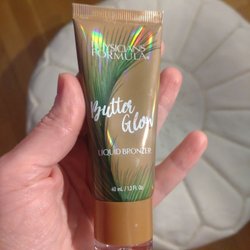 PHYSICIANS
FORMULA
Butter
Glow
LIQUID BRONZER
40 mL / 1.3 Fl. Oz.